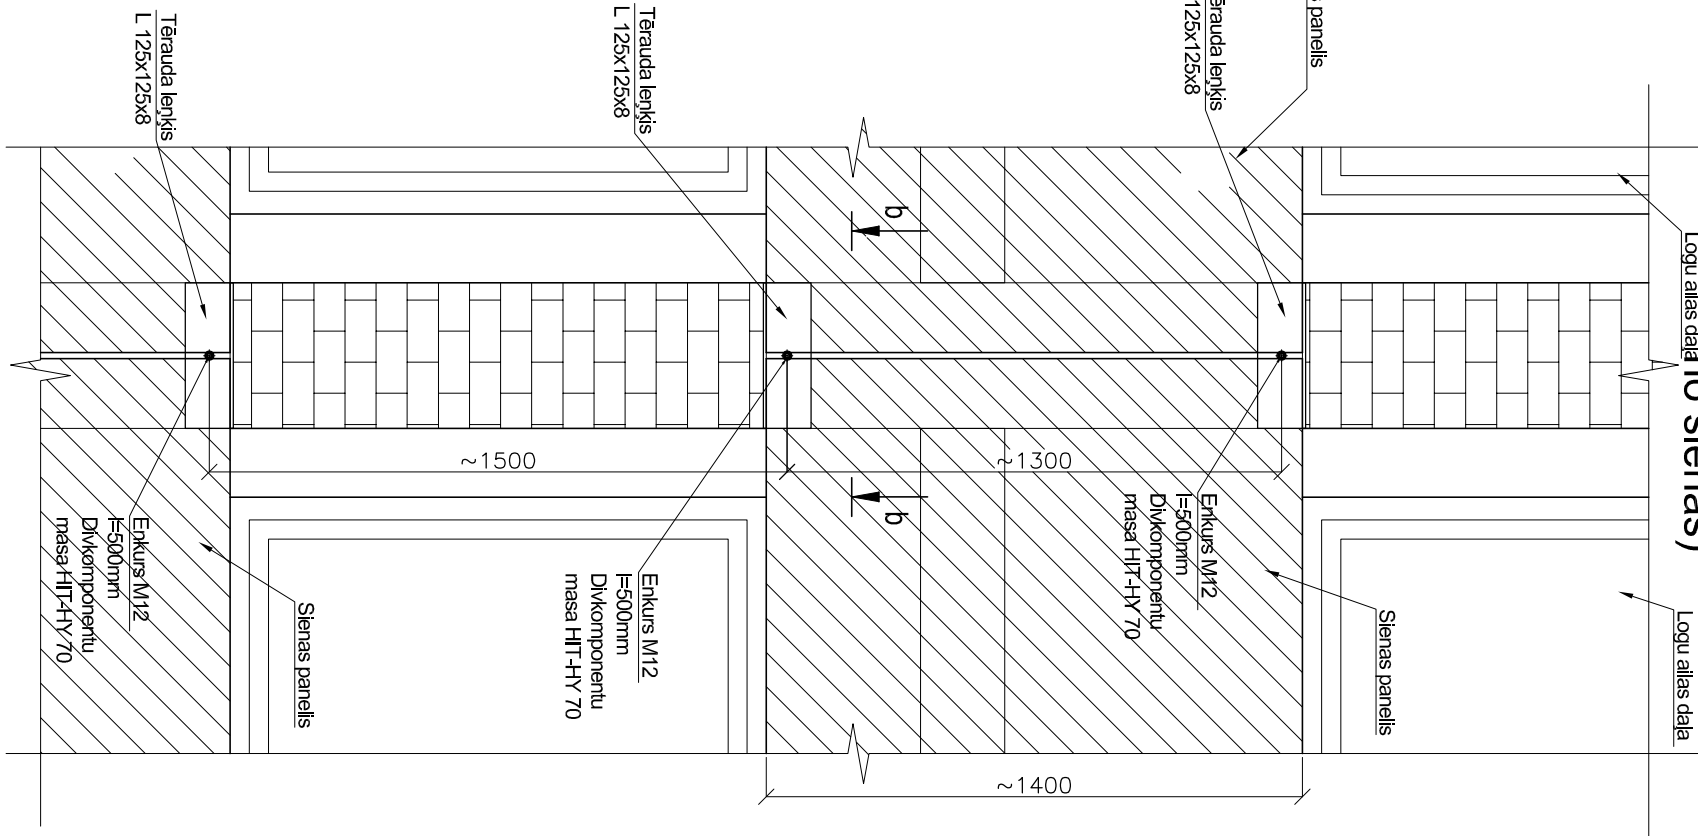 Tērauda leņķis
L 125x125x8
Tērauda leņķis
L 125x125x8
s panelis
ērauda leņķis
125x125x8
Logu ailas daļa
no sienas)
b
b
~1500
~1300
~1400
Enkurs M12
l=500mm
Divkomponentu
masa HIT-HY 70
Sienas panelis
Enkurs M12
l=500mm
Divkomponentu
masa HIT-HY 70
Enkurs M12
l=500mm
Divkomponentu
masa HIT-HY 70
Sienas panelis
Logu ailas daļa